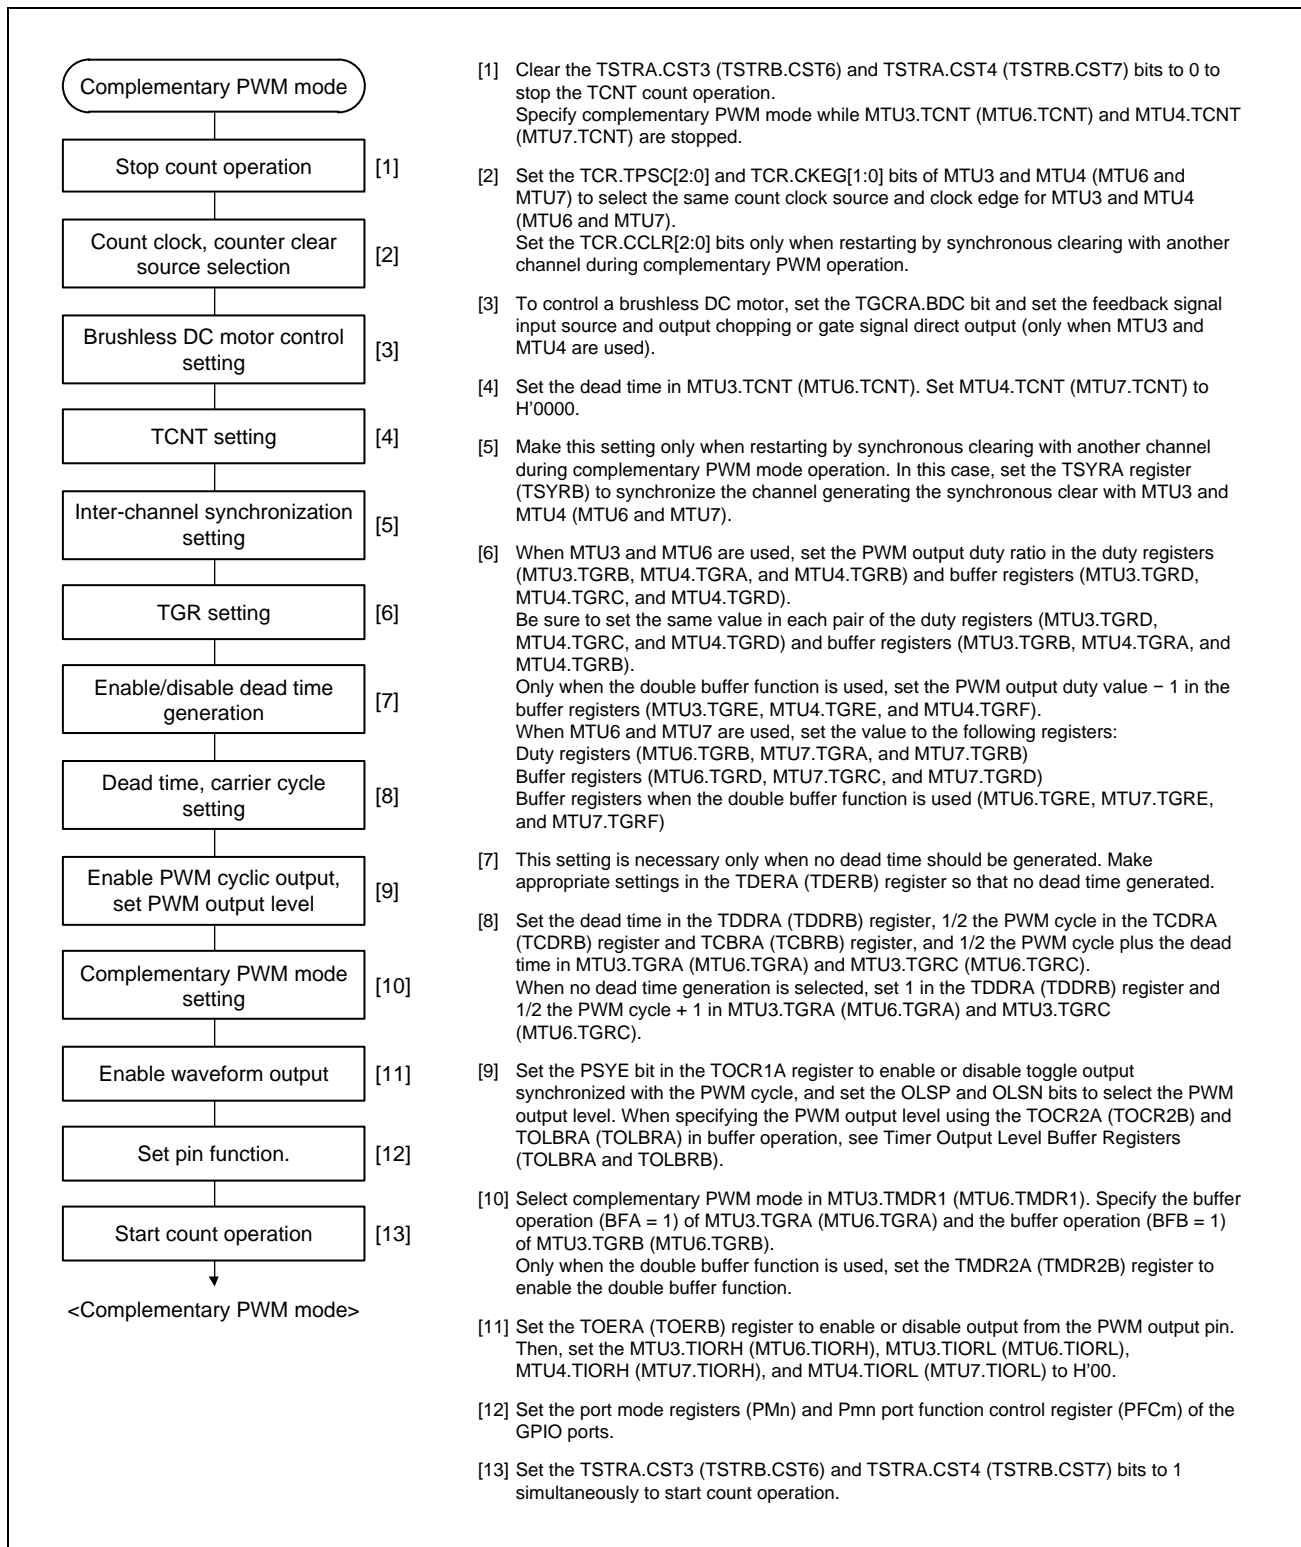 Complementary PWM mode
Stop count operation
[1]
Count clock, counter clear
source selection
[2]
Brushless DC motor control
setting
[3]
TCNT setting
[4]
Inter-channel synchronization
setting
[5]
TGR setting
[6]
Enable/disable dead time
generation
[7]
Dead time, carrier cycle
setting
[8]
Enable PWM cyclic output,
set PWM output level
[9]
Complementary PWM mode
setting
[10]
Enable waveform output
[11]
Set pin function.
[12]
Start count operation
[13]
<Complementary PWM mode>
[1] Clear the TSTRA.CST3 (TSTRB.CST6) and TSTRA.CST4 (TSTRB.CST7) bits to 0 to
stop the TCNT count operation.
Specify complementary PWM mode while MTU3.TCNT (MTU6.TCNT) and MTU4.TCNT
(MTU7.TCNT) are stopped.
[2] Set the TCR.TPSC[2:0] and TCR.CKEG[1:0] bits of MTU3 and MTU4 (MTU6 and
MTU7) to select the same count clock source and clock edge for MTU3 and MTU4
(MTU6 and MTU7).
Set the TCR.CCLR[2:0] bits only when restarting by synchronous clearing with another
channel during complementary PWM operation.
[3] To control a brushless DC motor, set the TGCRA.BDC bit and set the feedback signal
input source and output chopping or gate signal direct output (only when MTU3 and
MTU4 are used).
[4] Set the dead time in MTU3.TCNT (MTU6.TCNT). Set MTU4.TCNT (MTU7.TCNT) to
H'0000.
[5] Make this setting only when restarting by synchronous clearing with another channel
during complementary PWM mode operation. In this case, set the TSYRA register
(TSYRB) to synchronize the channel generating the synchronous clear with MTU3 and
MTU4 (MTU6 and MTU7).
[6] When MTU3 and MTU6 are used, set the PWM output duty ratio in the duty registers
(MTU3.TGRB, MTU4.TGRA, and MTU4.TGRB) and buffer registers (MTU3.TGRD,
MTU4.TGRC, and MTU4.TGRD).
Be sure to set the same value in each pair of the duty registers (MTU3.TGRD,
MTU4.TGRC, and MTU4.TGRD) and buffer registers (MTU3.TGRB, MTU4.TGRA, and
MTU4.TGRB).
Only when the double buffer function is used, set the PWM output duty value − 1 in the
buffer registers (MTU3.TGRE, MTU4.TGRE, and MTU4.TGRF).
When MTU6 and MTU7 are used, set the value to the following registers:
Duty registers (MTU6.TGRB, MTU7.TGRA, and MTU7.TGRB)
Buffer registers (MTU6.TGRD, MTU7.TGRC, and MTU7.TGRD)
Buffer registers when the double buffer function is used (MTU6.TGRE, MTU7.TGRE,
and MTU7.TGRF)
[7] This setting is necessary only when no dead time should be generated. Make
appropriate settings in the TDERA (TDERB) register so that no dead time generated.
[8] Set the dead time in the TDDRA (TDDRB) register, 1/2 the PWM cycle in the TCDRA
(TCDRB) register and TCBRA (TCBRB) register, and 1/2 the PWM cycle plus the dead
time in MTU3.TGRA (MTU6.TGRA) and MTU3.TGRC (MTU6.TGRC).
When no dead time generation is selected, set 1 in the TDDRA (TDDRB) register and
1/2 the PWM cycle + 1 in MTU3.TGRA (MTU6.TGRA) and MTU3.TGRC
(MTU6.TGRC).
[9] Set the PSYE bit in the TOCR1A register to enable or disable toggle output
synchronized with the PWM cycle, and set the OLSP and OLSN bits to select the PWM
output level. When specifying the PWM output level using the TOCR2A (TOCR2B) and
TOLBRA (TOLBRA) in buffer operation, see Timer Output Level Buffer Registers
(TOLBRA and TOLBRB).
[10] Select complementary PWM mode in MTU3.TMDR1 (MTU6.TMDR1). Specify the buffer
operation (BFA = 1) of MTU3.TGRA (MTU6.TGRA) and the buffer operation (BFB = 1)
of MTU3.TGRB (MTU6.TGRB).
Only when the double buffer function is used, set the TMDR2A (TMDR2B) register to
enable the double buffer function.
[11] Set the TOERA (TOERB) register to enable or disable output from the PWM output pin.
Then, set the MTU3.TIORH (MTU6.TIORH), MTU3.TIORL (MTU6.TIORL),
MTU4.TIORH (MTU7.TIORH), and MTU4.TIORL (MTU7.TIORL) to H'00.
[12] Set the port mode registers (PMn) and Pmn port function control register (PFCm) of the
GPIO ports.
[13] Set the TSTRA.CST3 (TSTRB.CST6) and TSTRA.CST4 (TSTRB.CST7) bits to 1
simultaneously to start count operation.